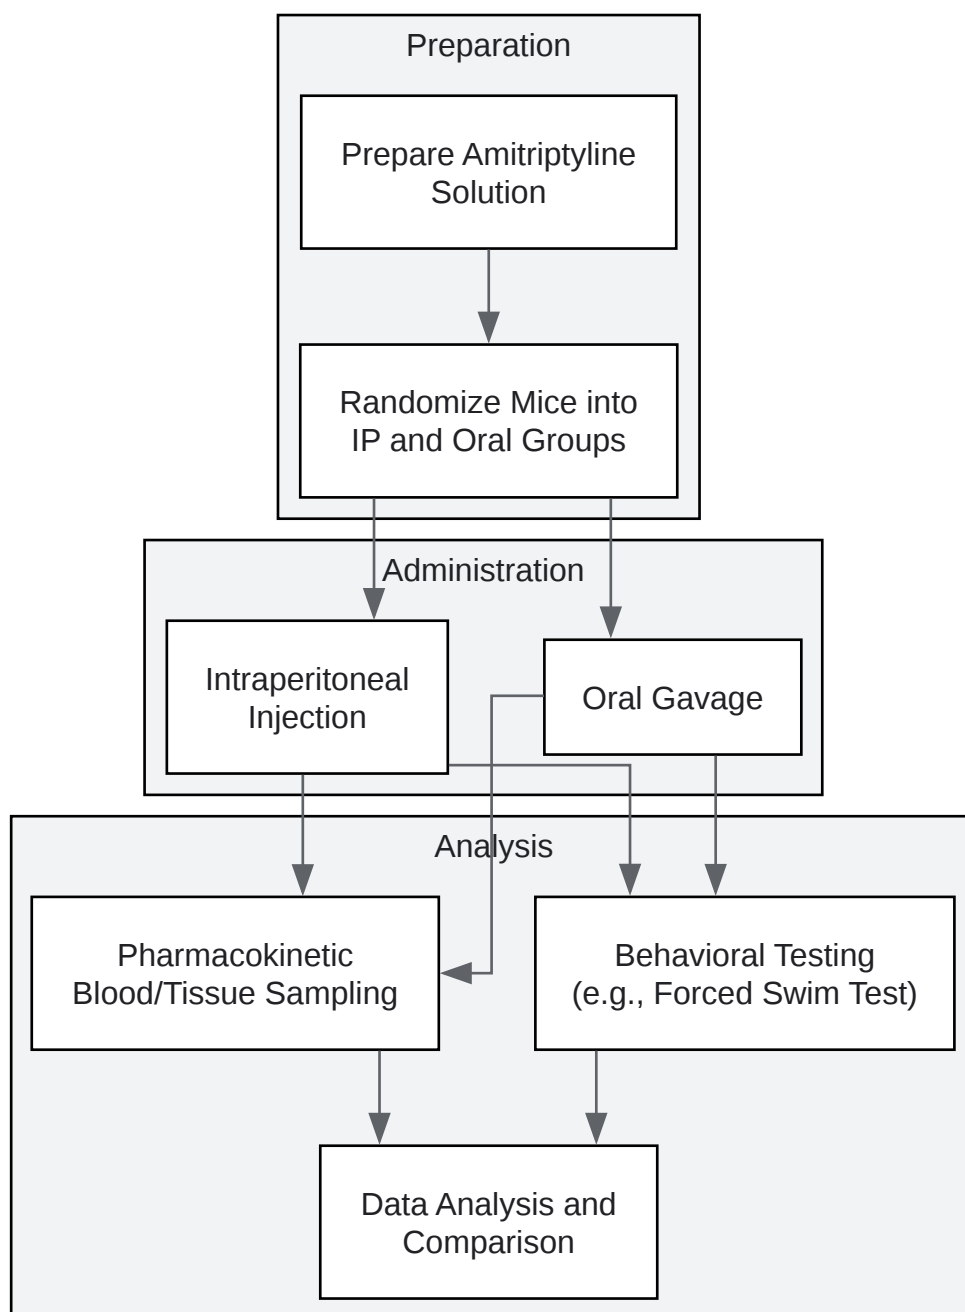 Preparation
Prepare Amitriptyline
Solution
Randomize Mice into
IP and Oral Groups
Administration
Intraperitoneal
Injection
Oral Gavage
Analysis
Pharmacokinetic
Blood/Tissue Sampling
Behavioral Testing
(e.g., Forced Swim Test)
Data Analysis and
Comparison